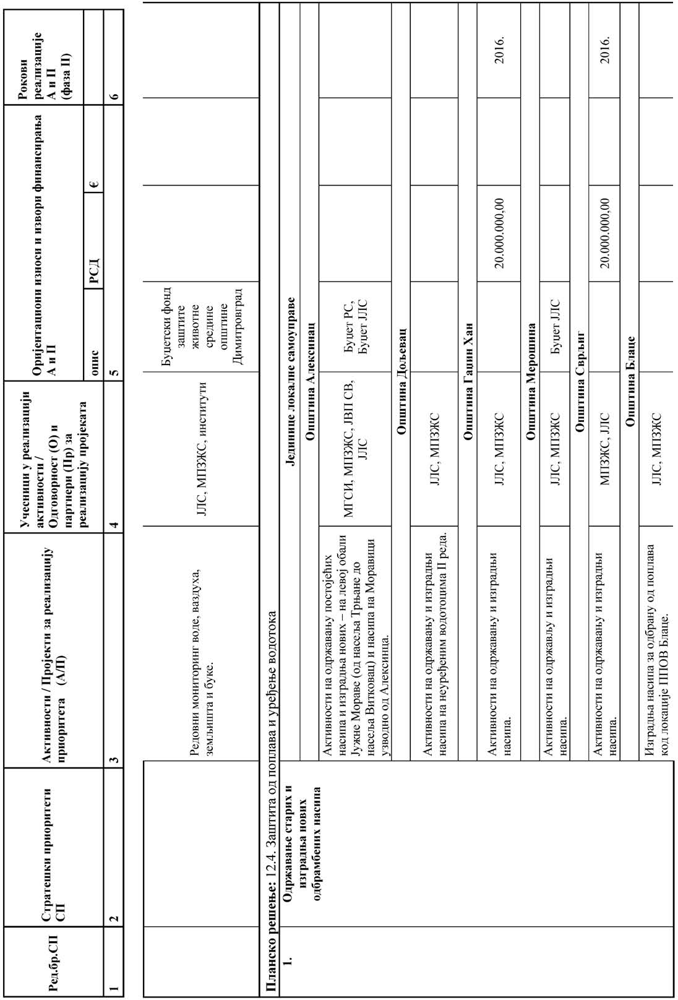 Ред.бр.СП
Стратешки приоритети
СП
Активности / Пројекти за реализацију
приоритета (А/П)
Учесници у реализацији
активности /
Одговорност (О) и
партнери (Пр) за
реализацију пројеката
Оријентациони износи и извори финансирања
А и П
Рокови
реализације
А и П
(фаза II)
опис
РСД
€
1
2
3
4
5
6
Редовни мониторинг воде, ваздуха,
земљишта и буке.
ЈЛС, МПЗЖС, институти
Буџетски фонд
заштите
животне
средине
општине
Димитровград
Планско решење: 12.4. Заштита од поплава и уређење водотока
1.
Одржавање старих и
изградња нових
одбрамбених насипа
Јединице локалне самоуправе
Општина Алексинац
Активности на одржавању постојећих
насипа и изградња нових – на левој обали
Јужне Мораве (од насеља Трњане до
насеља Витковац) и насипа на Моравици
узводно од Алексинца.
МГСИ, МПЗЖС, ЈВП СВ,
ЈЛС
Буџет РС,
Буџет ЈЛС
Општина Дољевац
Активности на одржавању и изградњи
насипа на неуређеним водотоцима II реда.
ЈЛС, МПЗЖС
Општина Гаџин Хан
Активности на одржавању и изградњи
насипа.
ЈЛС, МПЗЖС
20.000.000,00
2016.
Општина Мерошина
Активности на одржављу и изградњи
насипа.
ЈЛС, МПЗЖС
Буџет ЈЛС
Општина Сврљиг
Активности на одржавању и изградњи
насипа.
МПЗЖС, ЈЛС
20.000.000,00
2016.
Општина Блаце
Изградња насипа за одбрану од поплава
код локације ППОВ Блаце.
ЈЛС, МПЗЖС